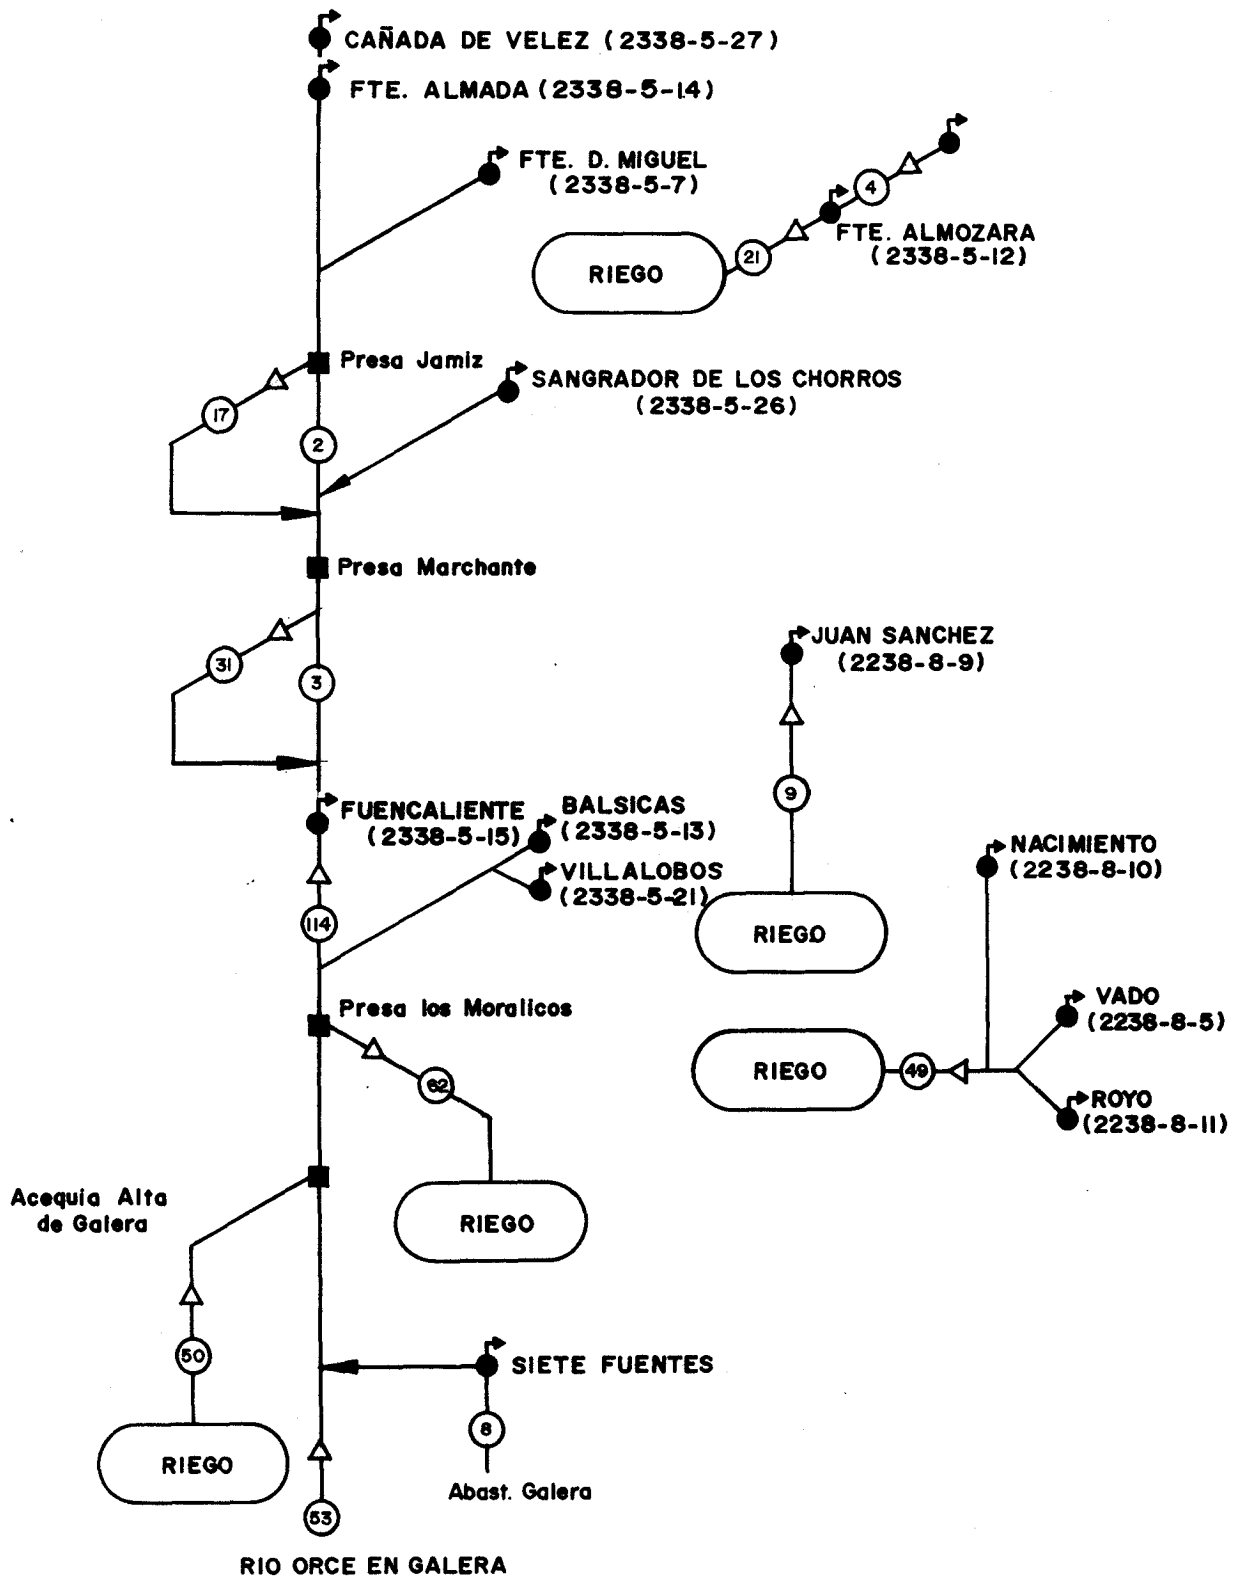 CAÑADA DE VELEZ (2338-5-27)
FTE. ALMADA (2338-5-14)
FTE. D. MIGUEL
(2338-5-7)
4
FTE. ALMOZARA
(2338-5-12)
21
RIEGO
Presa Jamiz
SANGRADOR DE LOS CHORROS
(2338-5-26)
17
2
Presa Marchante
31
3
JUAN SANCHEZ
(2238-8-9)
9
RIEGO
FUENCALIENTE
(2338-5-15)
BALSICAS
(2338-5-13)
VILLALOBOS
(2338-5-21)
114
NACIMIENTO
(2238-8-10)
VADO
(2238-8-5)
ROYO
(2238-8-11)
49
RIEGO
Presa los Moralicos
62
RIEGO
Acequia Alta
de Galera
50
RIEGO
SIETE FUENTES
8
Abast. Galera
53
RIO ORCE EN GALERA